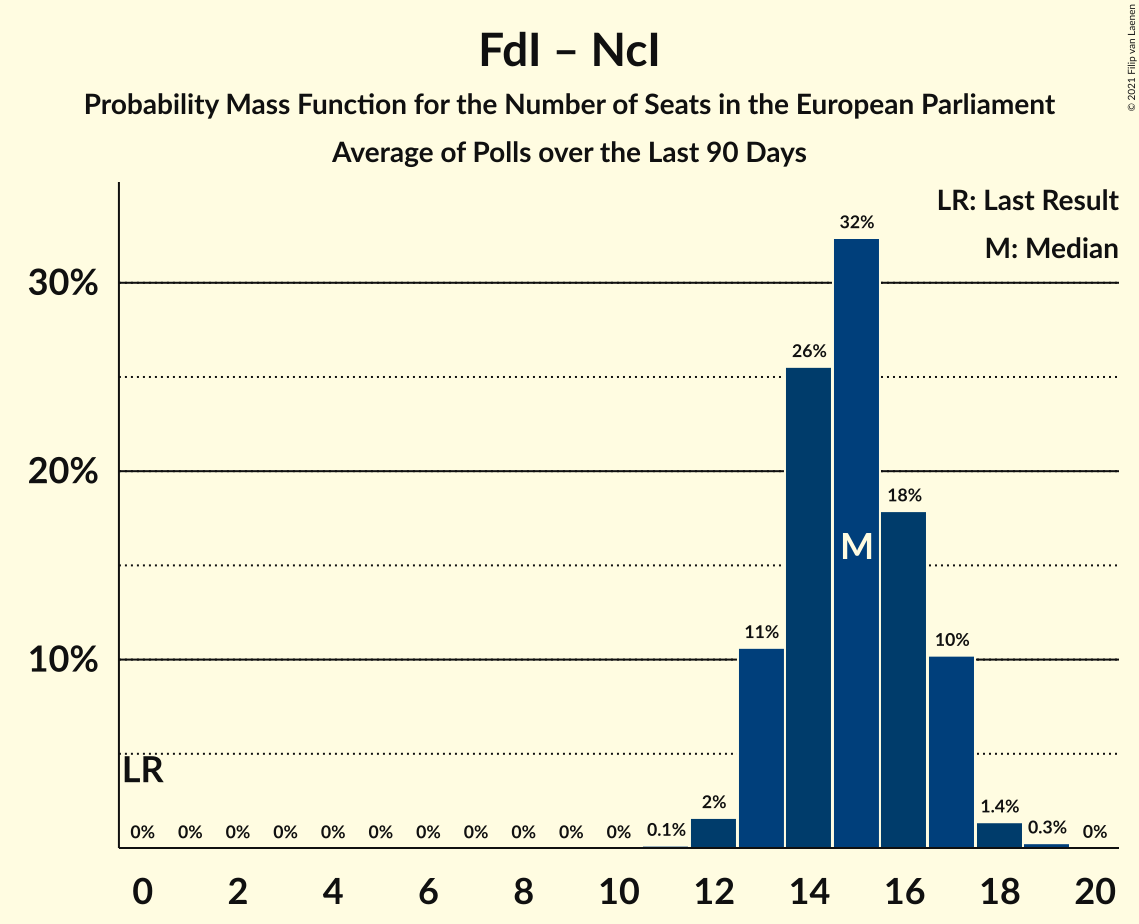 FdI – NcI
Probability Mass Function for the Number of Seats in the European Parliament
Average of Polls over the Last 90 Days
© 2021 Filip van Laenen
LR: Last Result
M: Median
30%
20%
10%
32%
26%
18%
M
11%
10%
LR
0% 0% 0% 0% 0% 0% 0% 0% 0% 0% 0% 0.1% 2% 1.4% 0.3% 0%
0 2 4 6 8 10 12 14 16 18 20